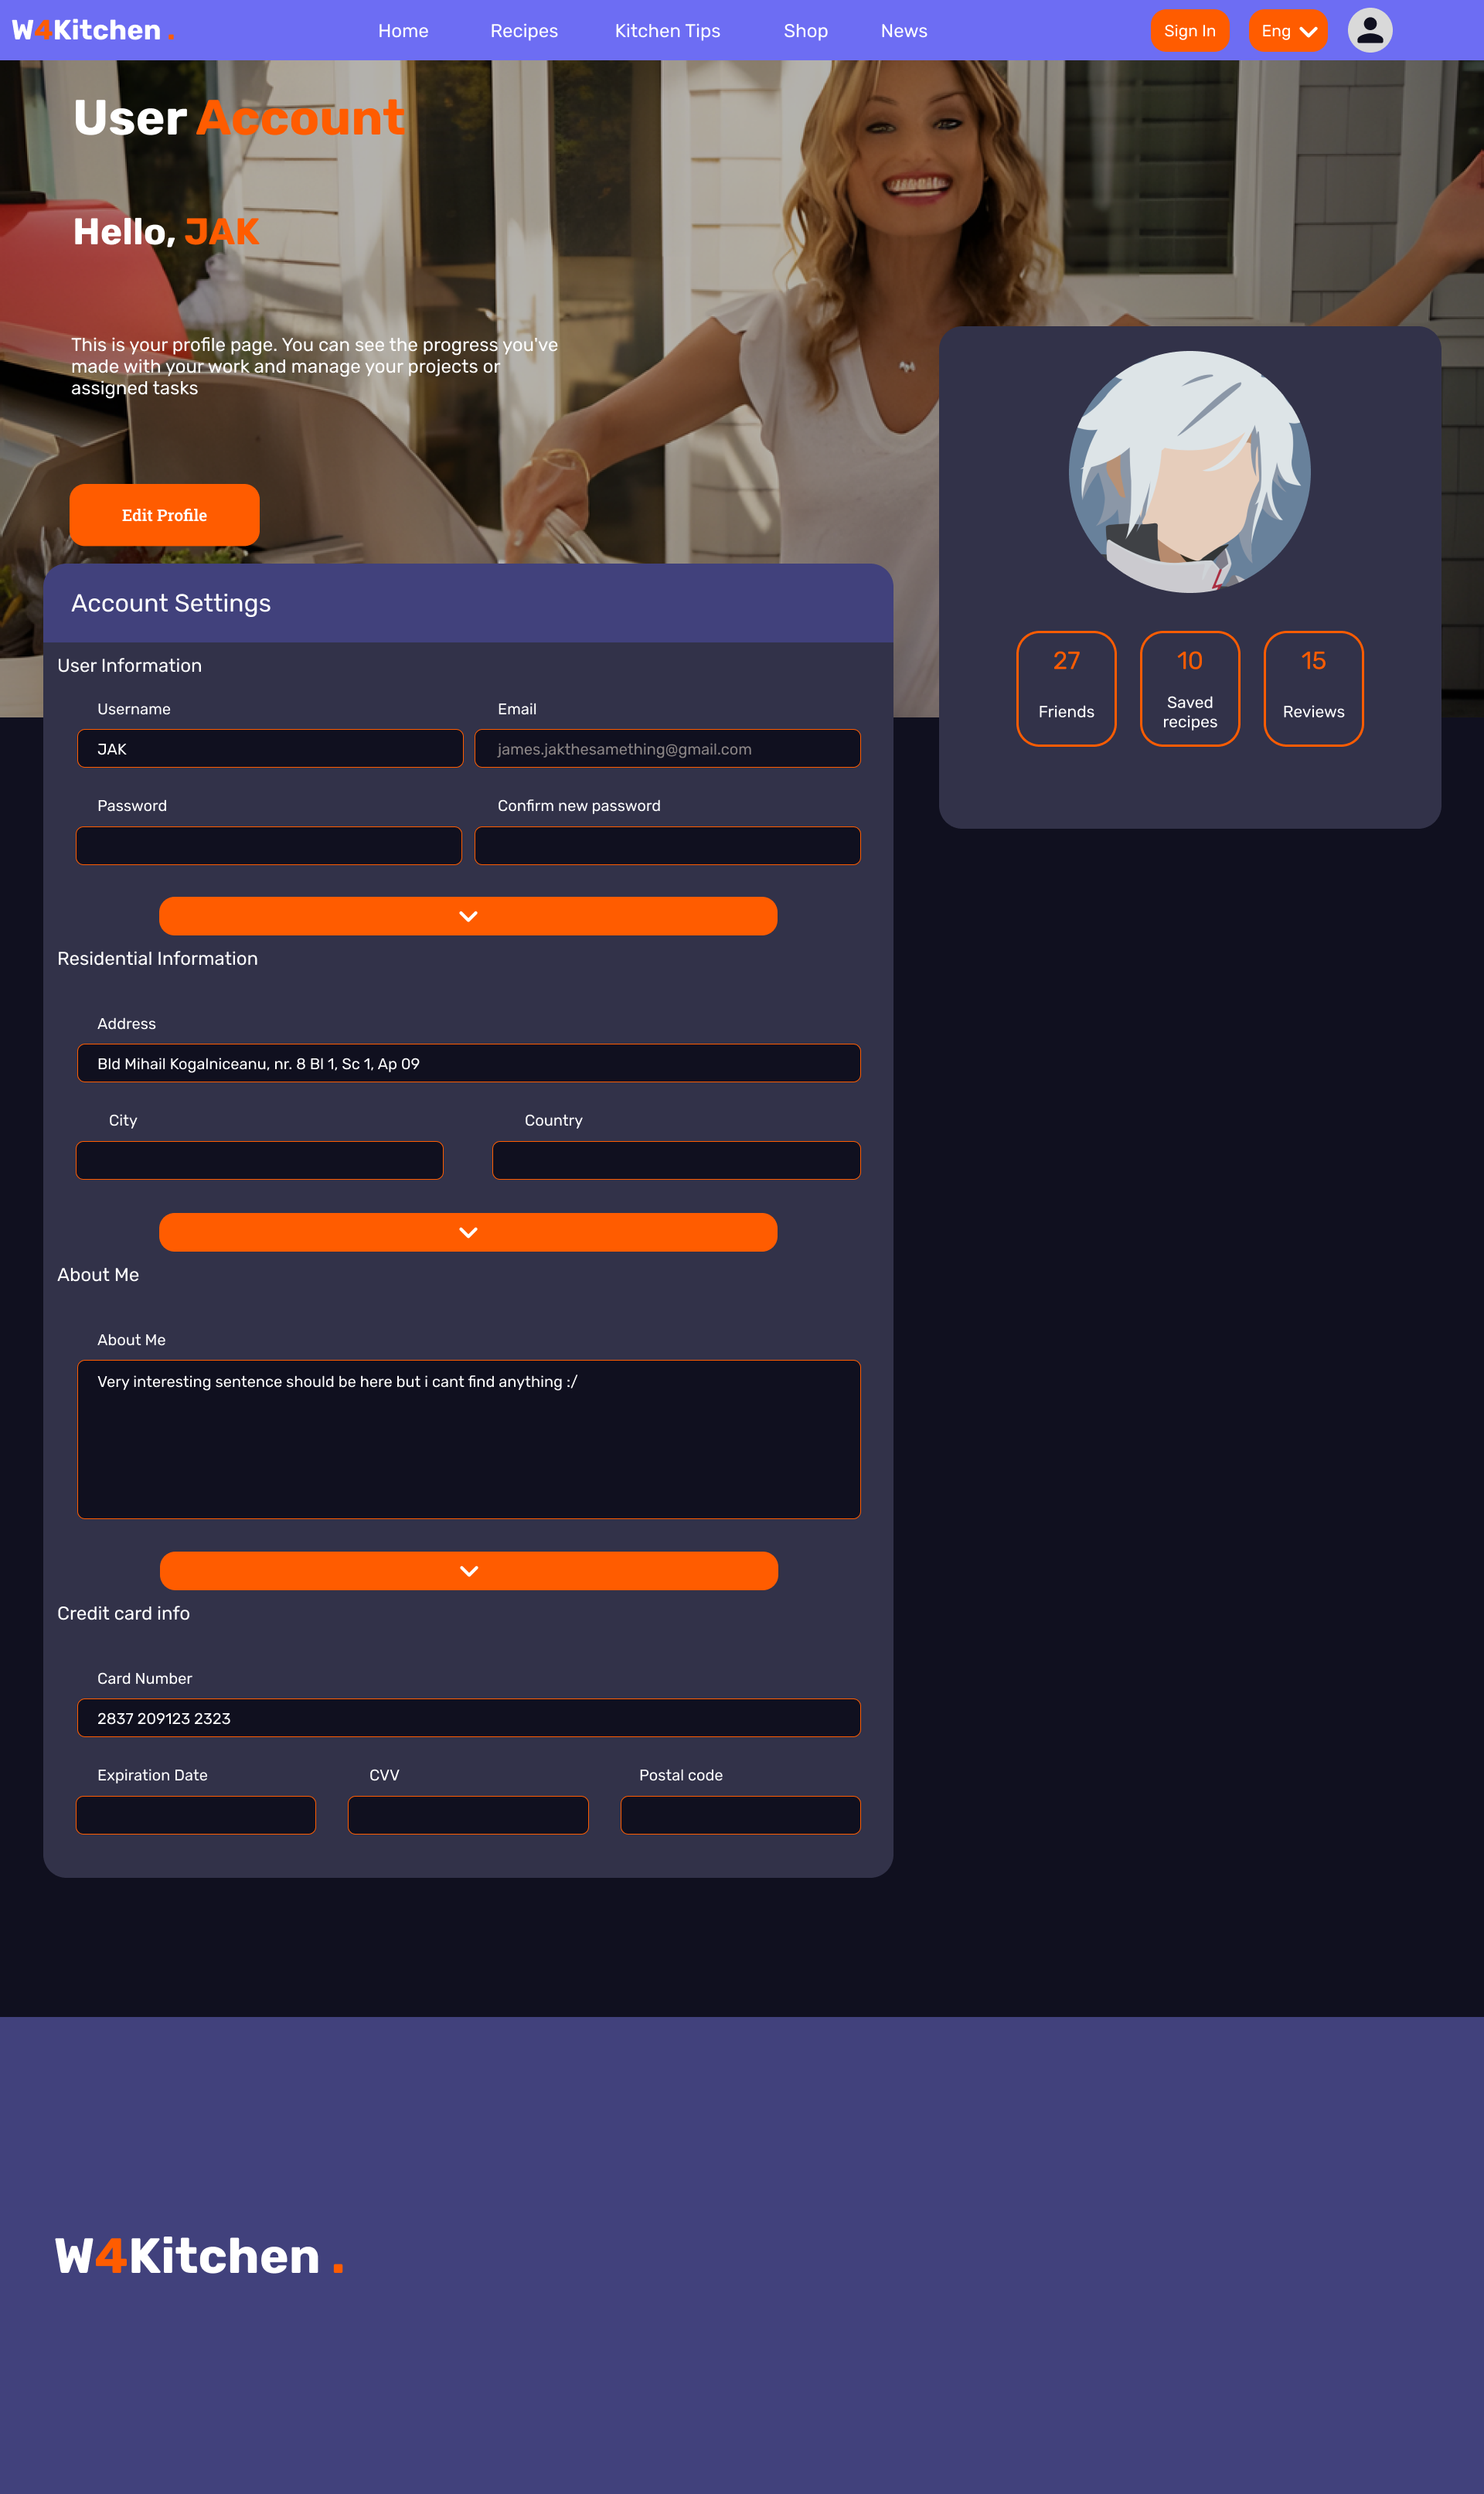 W4Kitchen .
Home
Recipes
Kitchen Tips
Shop
News
Sign In
Eng
User Account
Hello, JAK
This is your profile page. You can see the progress you've
made with your work and manage your projects or
assigned tasks
Edit Profile
27
Friends
10
Saved
recipes
15
Reviews
Account Settings
User Information
Username
Email
JAK
james.jakthesamething@gmail.com
Password
Confirm new password
Residential Information
Address
Bld Mihail Kogalniceanu, nr. 8 Bl 1, Sc 1, Ap 09
City
Country
About Me
About Me
Very interesting sentence should be here but i cant find anything :/
Credit card info
Card Number
2837 209123 2323
Expiration Date
CVV
Postal code
W4Kitchen .